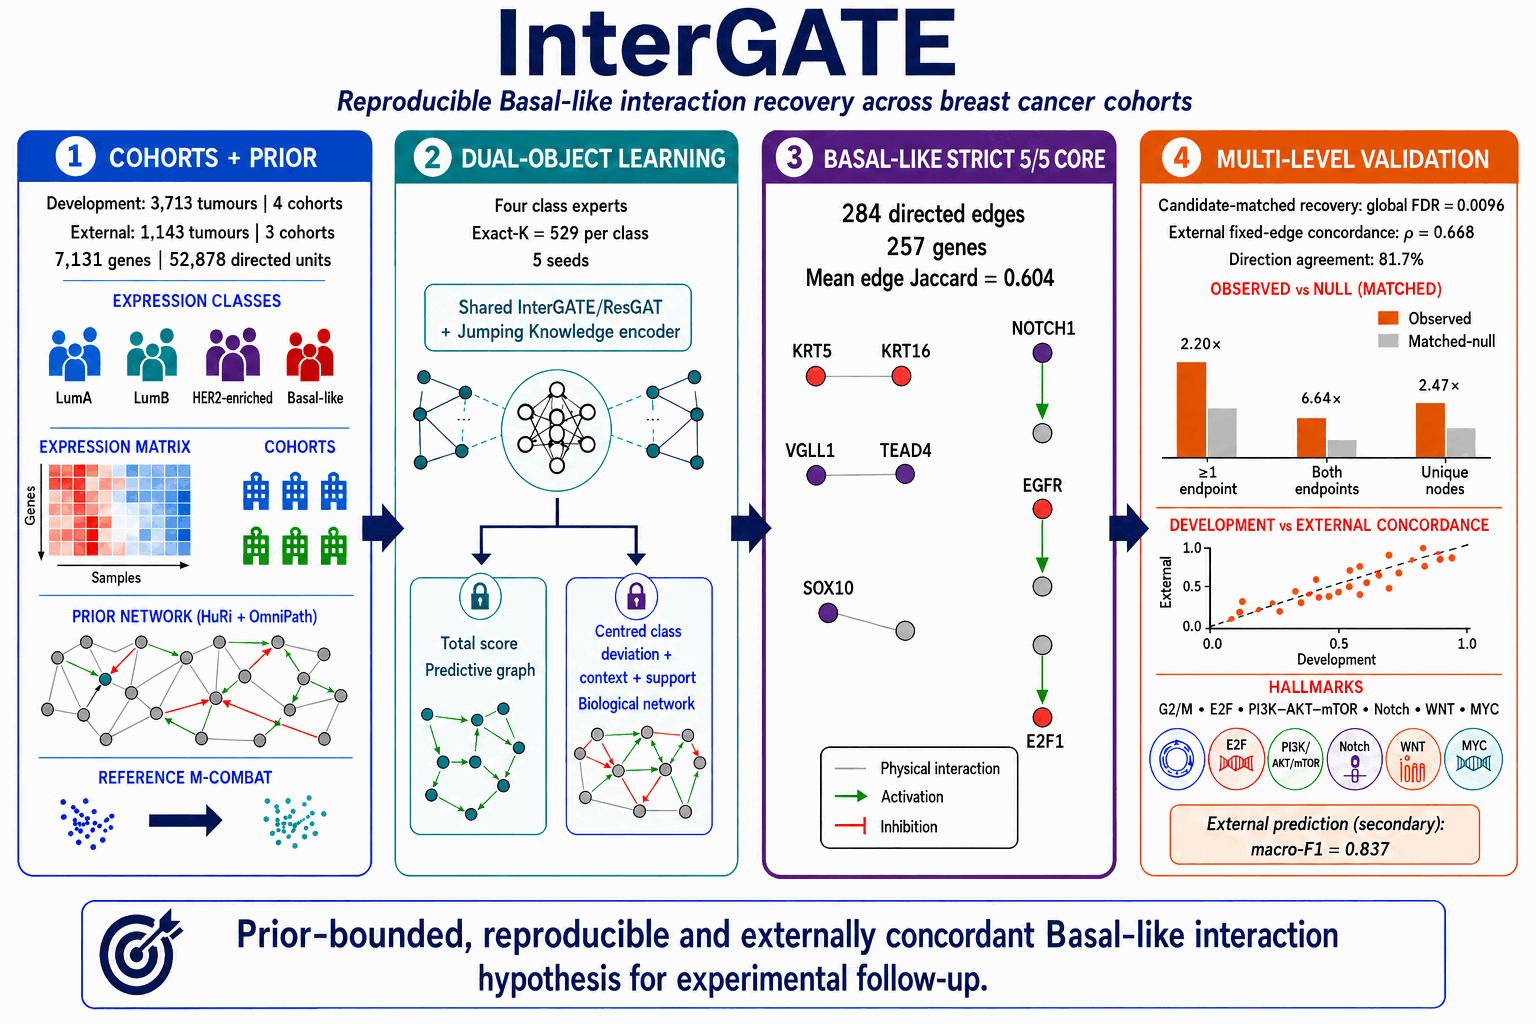 InterGATE
Reproducible Basal-like interaction recovery across breast cancer cohorts
1 COHORTS + PRIOR
Development: 3,713 tumours | 4 cohorts
External: 1,143 tumours | 3 cohorts
7,131 genes | 52,878 directed units
EXPRESSION CLASSES
LumA LumB HER2-enriched Basal-like
EXPRESSION MATRIX
Genes
Samples
COHORTS
PRIOR NETWORK (HuRi + OmniPath)
REFERENCE M-COMBAT
2 DUAL-OBJECT LEARNING
Four class experts
Exact-K = 529 per class
5 seeds
Shared InterGATE/ResGAT
+ Jumping Knowledge encoder
...
...
Total score
Predictive graph
Centred class
deviation +
context + support
Biological network
3 BASAL-LIKE STRICT 5/5 CORE
284 directed edges
257 genes
Mean edge Jaccard = 0.604
NOTCH1
KRT5 KRT16
VGLL1 TEAD4
EGFR
SOX10
E2F1
Physical interaction
Activation
Inhibition
4 MULTI-LEVEL VALIDATION
Candidate-matched recovery: global FDR = 0.0096
External fixed-edge concordance: ρ = 0.668
Direction agreement: 81.7%
OBSERVED vs NULL (MATCHED)
Observed
Matched-null
2.20×
6.64×
2.47×
≥1
endpoint
Both
endpoints
Unique
nodes
DEVELOPMENT vs EXTERNAL CONCORDANCE
External
1.0
0.5
0.0
0.0 0.5 1.0
Development
HALLMARKS
G2/M • E2F • PI3K–AKT–mTOR • Notch • WNT • MYC
E2F
PI3K/
AKT/mTOR
Notch
WNT
MYC
External prediction (secondary):
macro-F1 = 0.837
Prior-bounded, reproducible and externally concordant Basal-like interaction
hypothesis for experimental follow-up.